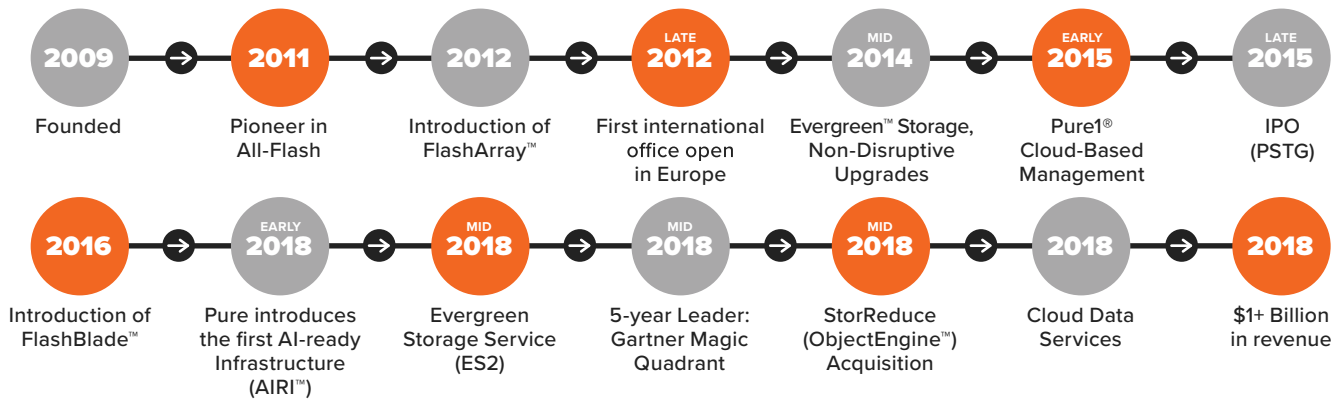 2009
Founded
2011
Pioneer in
All-Flash
2012
Introduction of
FlashArray™
LATE
2012
First international
office open
in Europe
MID
2014
Evergreen™ Storage,
Non-Disruptive
Upgrades
EARLY
2015
Pure1®
Cloud-Based
Management
LATE
2015
IPO
(PSTG)
2016
Introduction of
FlashBlade™
EARLY
2018
Pure introduces
the first AI-ready
Infrastructure
(AIRI™)
MID
2018
Evergreen
Storage Service
(ES2)
MID
2018
5-year Leader:
Gartner Magic
Quadrant
MID
2018
StorReduce
(ObjectEngine™)
Acquisition
2018
Cloud Data
Services
2018
$1+ Billion
in revenue